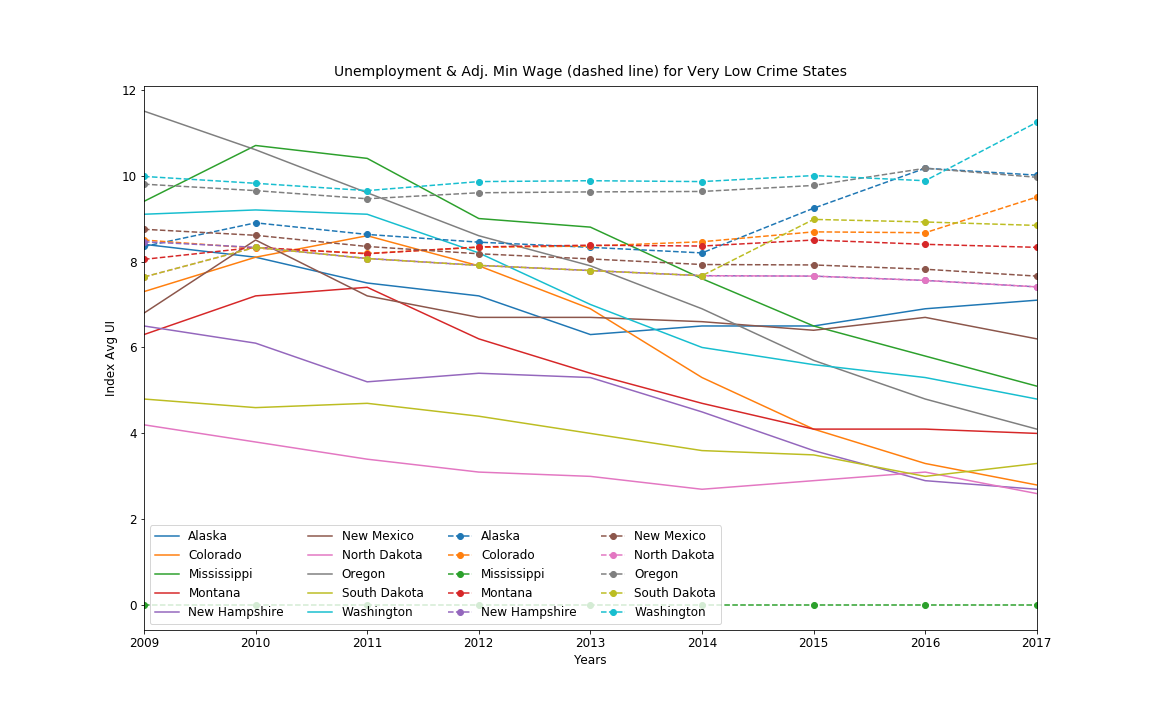 Unemployment & Adj. Min Wage (dashed line) for Very Low Crime States
12
10
8
6
4
2
0
Index Avg UI
Alaska New Mexico Alaska New Mexico
Colorado North Dakota Colorado North Dakota
Mississippi Oregon Mississippi Oregon
Montana South Dakota Montana South Dakota
New Hampshire Washington New Hampshire Washington
2009 2010 2011 2012 2013 2014 2015 2016 2017
Years